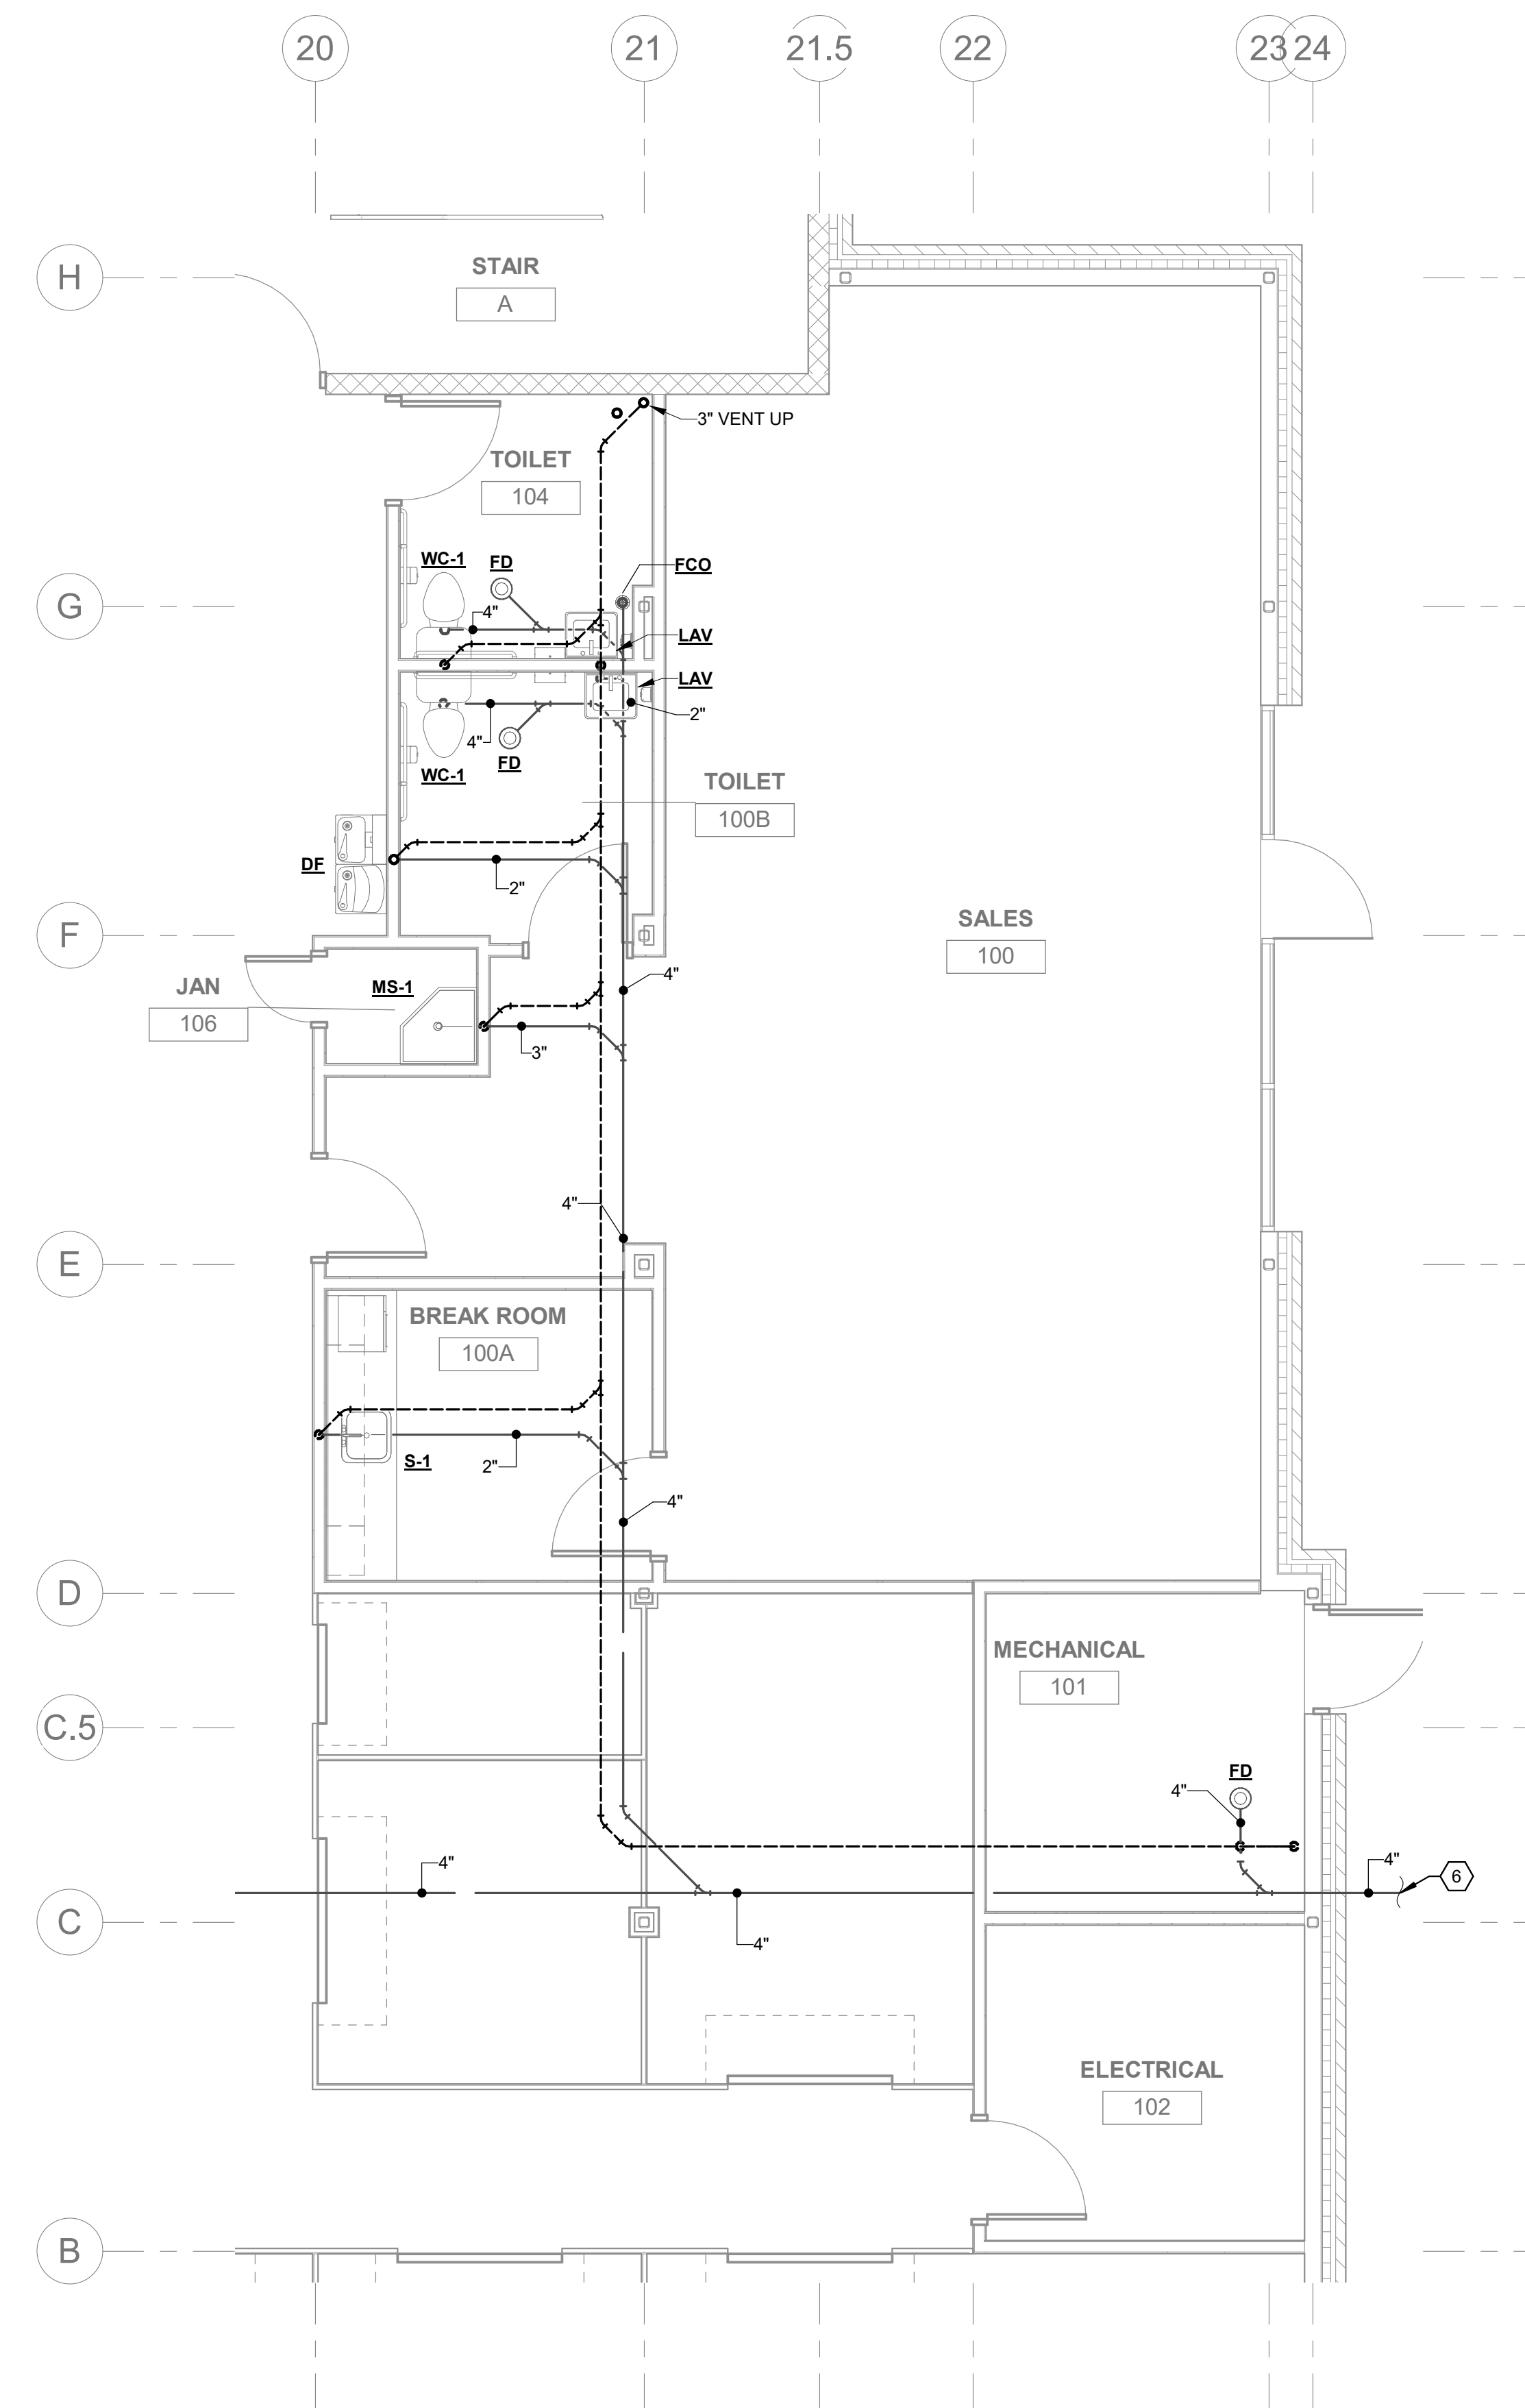 20
21
21.5
22
23
24
H
STAIR
A
3" VENT UP
TOILET
104
WC-1
FD
FCO
G
4"
LAV
LAV
2"
4"
FD
WC-1
TOILET
100B
DF
2"
SALES
100
F
4"
JAN
106
MS-1
3"
4"
E
BREAK ROOM
100A
S-1
2"
4"
D
MECHANICAL
101
C.5
FD
4"
4"
4"
6
C
4"
ELECTRICAL
102
B